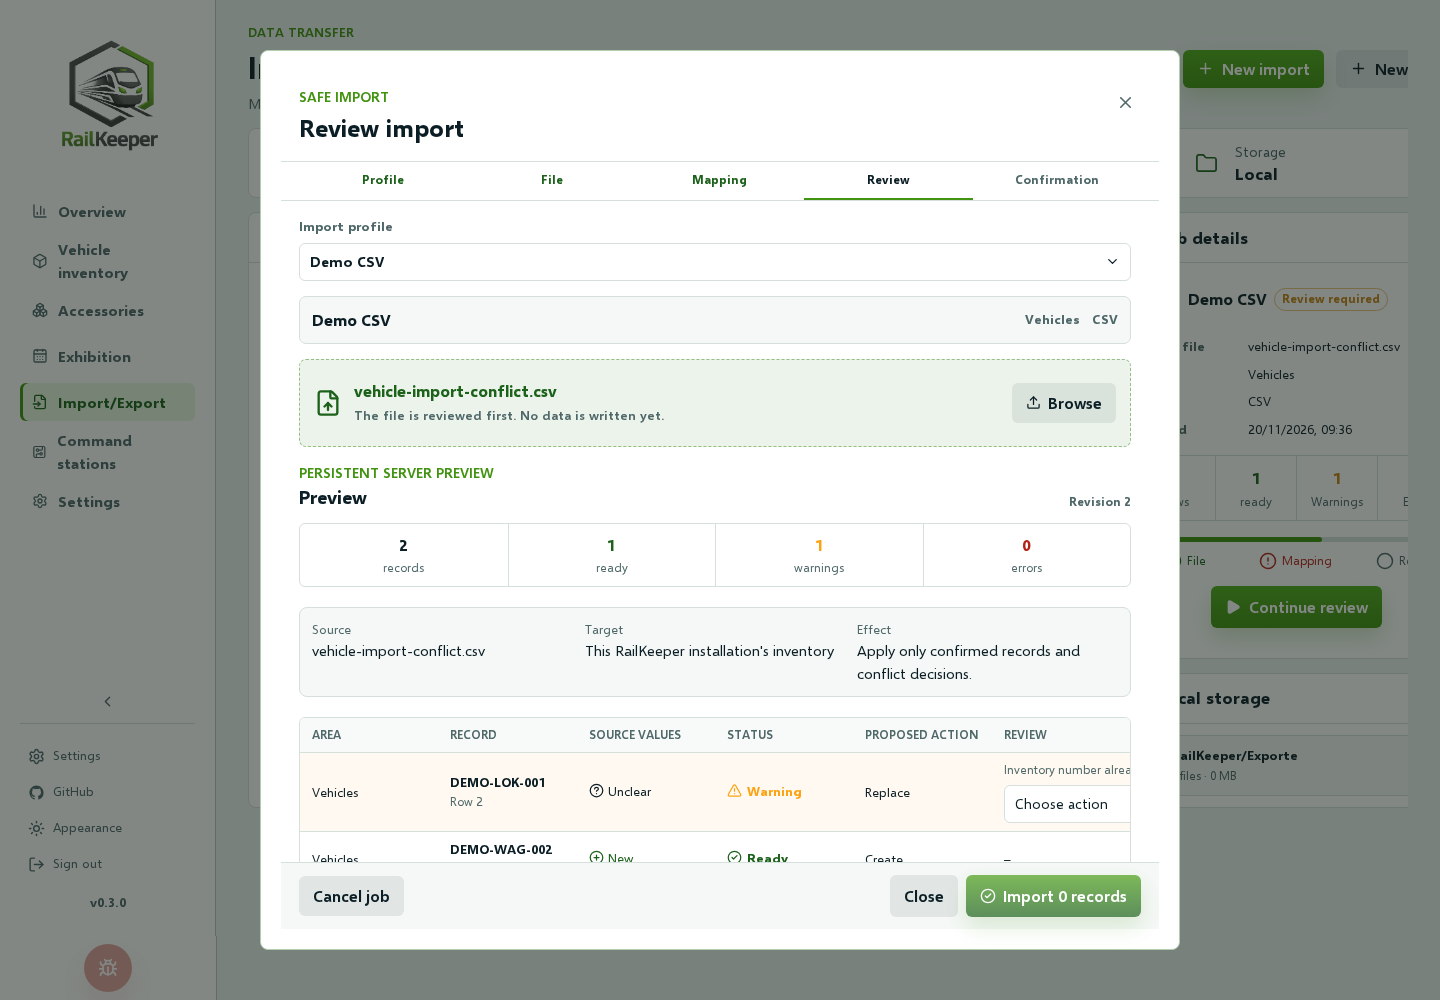 RailKeeper
Overview
Vehicle
inventory
Accessories
Exhibition
Import/Export
Command
stations
Settings
Settings
GitHub
Appearance
Sign out
v0.3.0
DATA TRANSFER
New import
New
Storage
Local
details
Demo CSV
Review required
file
vehicle-import-conflict.csv
Vehicles
CSV
20/11/2026, 09:36
1
ready
1
Warnings
File
Mapping
Continue review
storage
RailKeeper/Exporte
files · 0 MB
SAFE IMPORT
Review import
Profile
File
Mapping
Review
Confirmation
Import profile
Demo CSV
Demo CSV
Vehicles CSV
vehicle-import-conflict.csv
The file is reviewed first. No data is written yet.
Browse
PERSISTENT SERVER PREVIEW
Preview
Revision 2
2
records
1
ready
1
warnings
0
errors
Source
vehicle-import-conflict.csv
Target
This RailKeeper installation's inventory
Effect
Apply only confirmed records and
conflict decisions.
AREA RECORD SOURCE VALUES STATUS PROPOSED ACTION REVIEW
Vehicles
DEMO-LOK-001
Row 2
Unclear
Warning
Replace
Inventory number alrea
Choose action
Vehicles
DEMO-WAG-002
New
Ready
Create
–
Cancel job
Close
Import 0 records